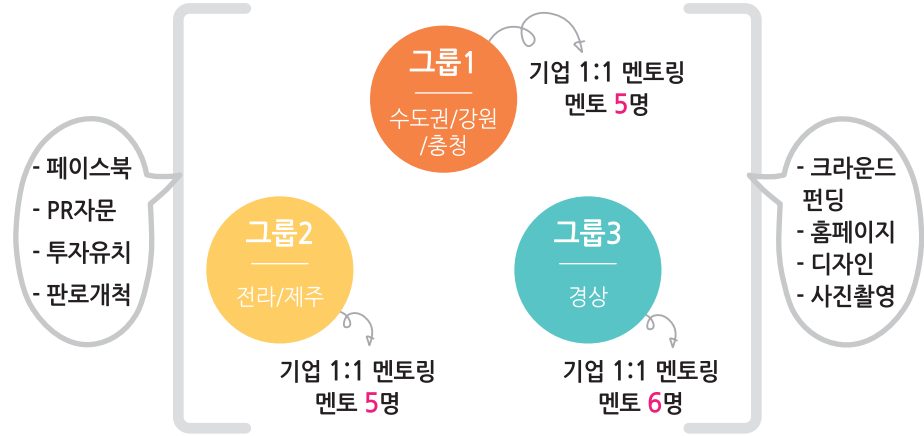 그룹1
수도권/강원
/충청
기업 1:1 멘토링
멘토 5명
- 페이스북
- PR자문
- 투자유치
- 판로개척
그룹2
전라/제주
기업 1:1 멘토링
멘토 5명
그룹3
경상
기업 1:1 멘토링
멘토 6명
- 크라운드
펀딩
- 홈페이지
- 디자인
- 사진촬영